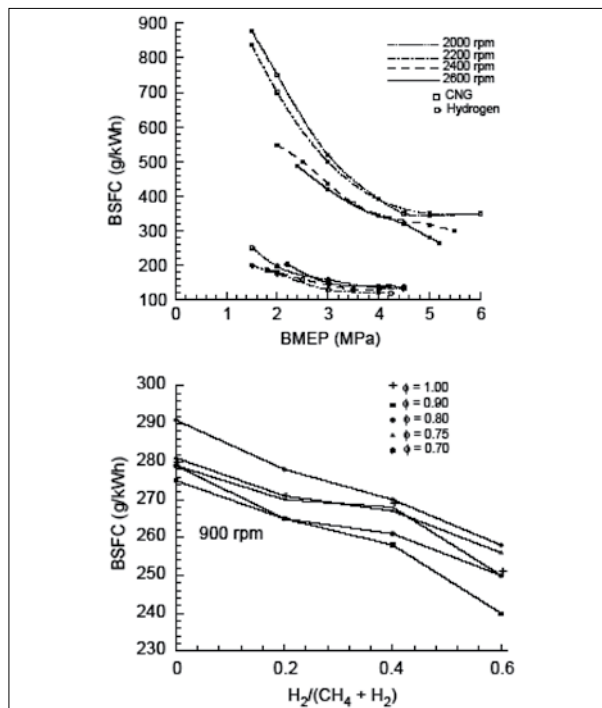 900
800
700
600
500
400
300
200
100
BSFC (g/kWh)
2000 rpm
2200 rpm
2400 rpm
2600 rpm
CNG
Hydrogen
0 1 2 3 4 5 6
BMEP (MPa)
300
290
280
270
260
250
240
230
BSFC (g/kWh)
ϕ = 1.00
ϕ = 0.90
ϕ = 0.80
ϕ = 0.75
ϕ = 0.70
900 rpm
0 0.2 0.4 0.6
H₂/(CH₄ + H₂)